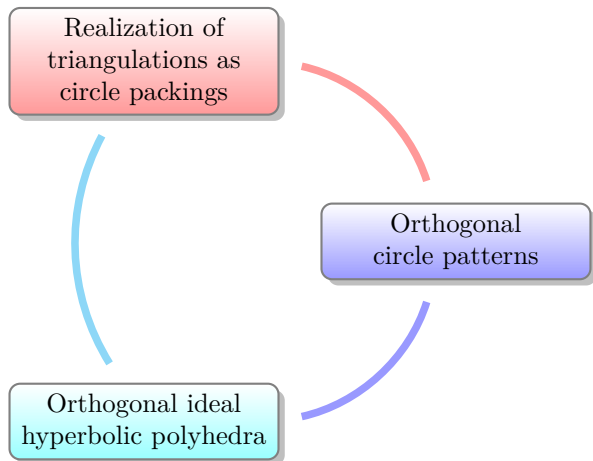 Realization of
triangulations as
circle packings
Orthogonal
circle patterns
Orthogonal ideal
hyperbolic polyhedra